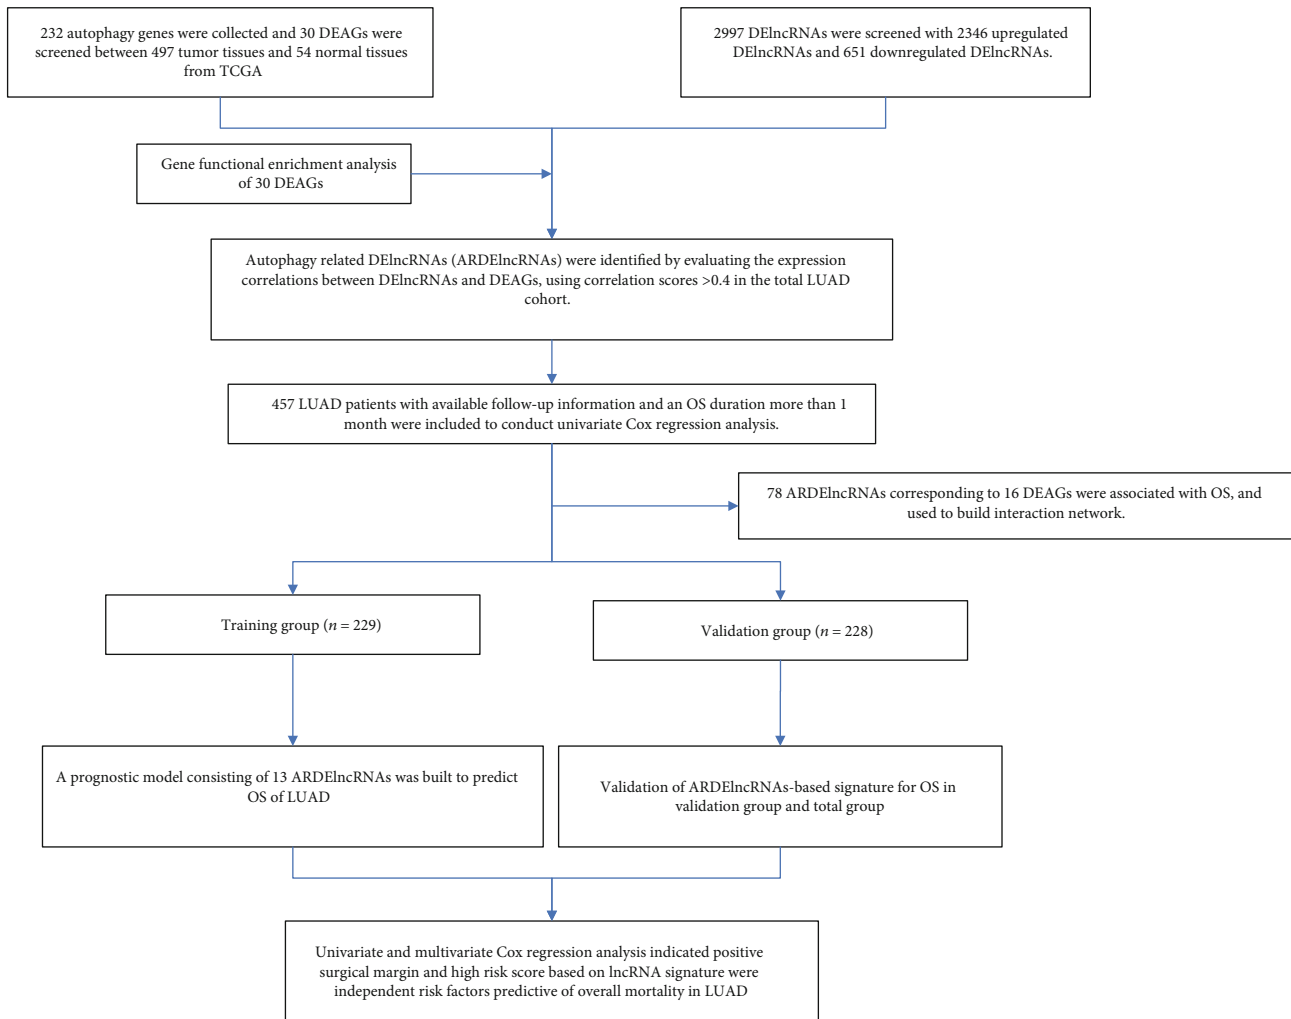 232 autophagy genes were collected and 30 DEAGs were
screened between 497 tumor tissues and 54 normal tissues
from TCGA
2997 DElncRNAs were screened with 2346 upregulated
DElncRNAs and 651 downregulated DElncRNAs.
Gene functional enrichment analysis
of 30 DEAGs
Autophagy related DElncRNAs (ARDElncRNAs) were identified by evaluating the expression
correlations between DElncRNAs and DEAGs, using correlation scores >0.4 in the total LUAD
cohort.
457 LUAD patients with available follow-up information and an OS duration more than 1
month were included to conduct univariate Cox regression analysis.
78 ARDElncRNAs corresponding to 16 DEAGs were associated with OS, and
used to build interaction network.
Training group (n = 229)
Validation group (n = 228)
A prognostic model consisting of 13 ARDElncRNAs was built to predict
OS of LUAD
Validation of ARDElncRNAs-based signature for OS in
validation group and total group
Univariate and multivariate Cox regression analysis indicated positive
surgical margin and high risk score based on lncRNA signature were
independent risk factors predictive of overall mortality in LUAD